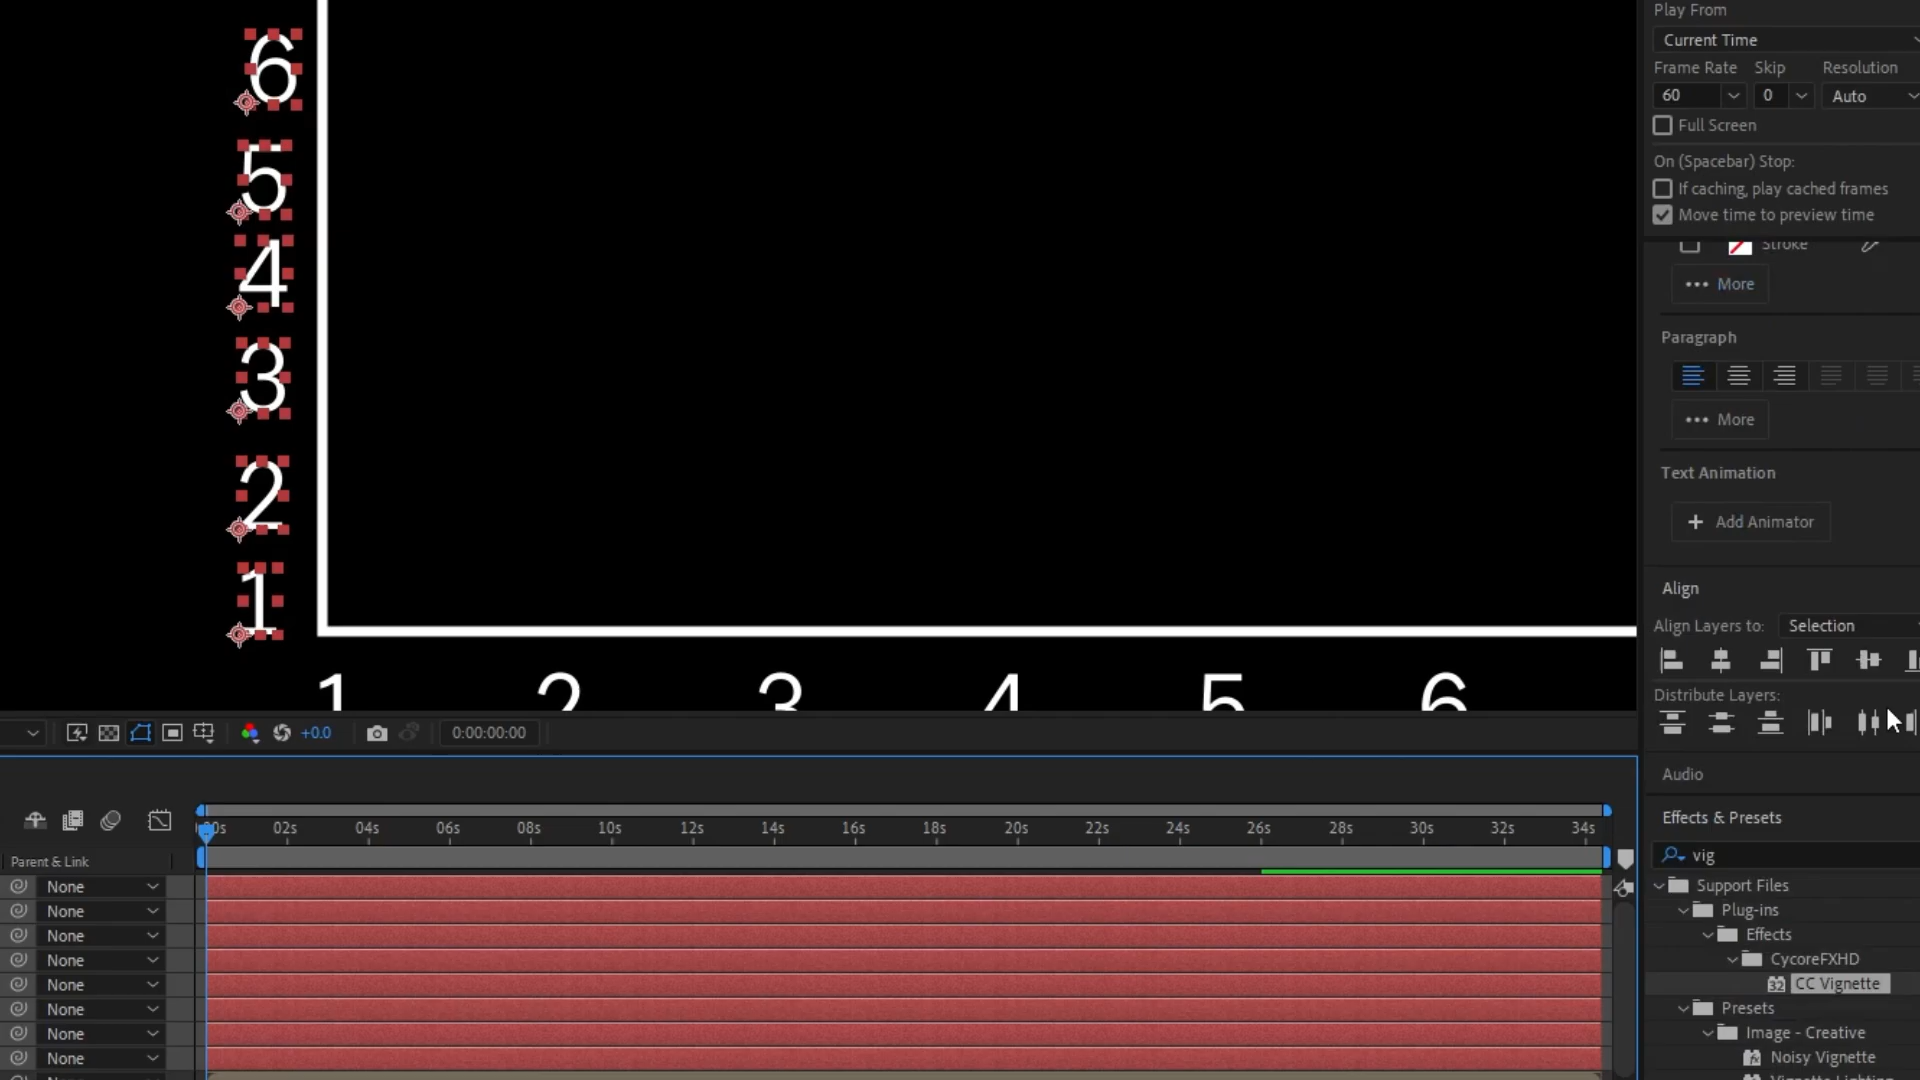 6
5
4
3
2
1
1 2 3 4 5 6
+0.0
0:00:00:00
Play From
Current Time
Frame Rate Skip Resolution
60 0 Auto
Full Screen
On (Spacebar) Stop:
If caching, play cached frames
Move time to preview time
Stroke
••• More
Paragraph
••• More
Text Animation
+ Add Animator
Align
Align Layers to: Selection
Distribute Layers:
Audio
Effects & Presets
vig
Support Files
Plug-ins
Effects
CycoreFXHD
32 CC Vignette
Presets
Image - Creative
Noisy Vignette
Vignette Lighting
02s 04s 06s 08s 10s 12s 14s 16s 18s 20s 22s 24s 26s 28s 30s 32s 34s
Parent & Link
None
None
None
None
None
None
None
None